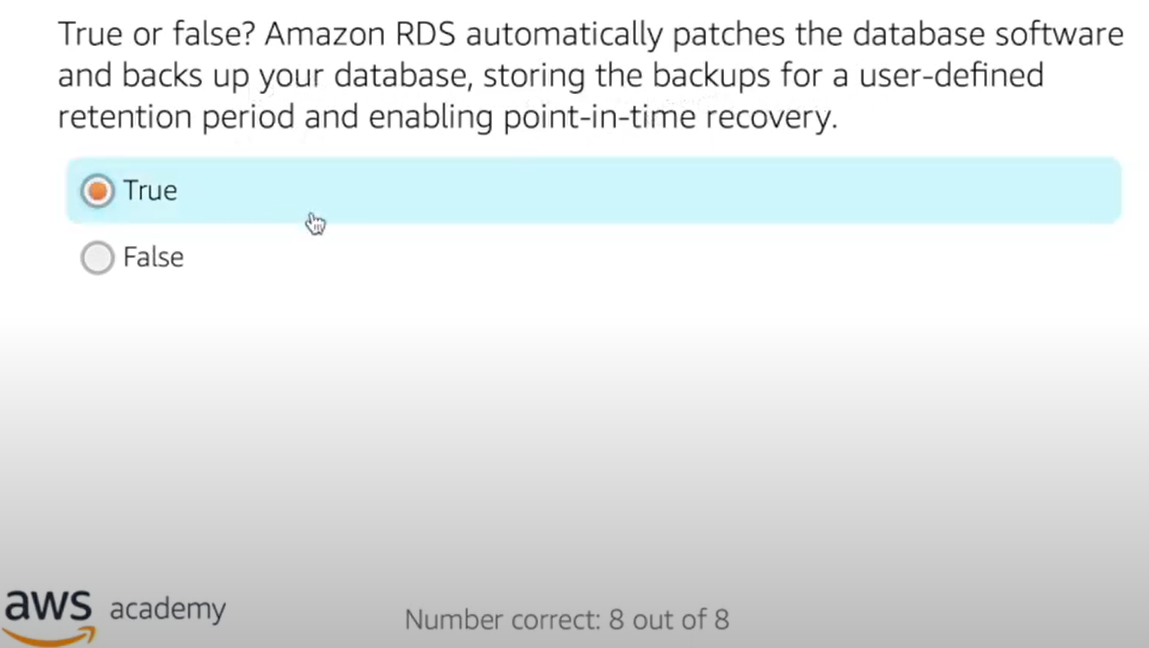 True or false? Amazon RDS automatically patches the database software
and backs up your database, storing the backups for a user-defined
retention period and enabling point-in-time recovery.
True
False
aws academy
Number correct: 8 out of 8